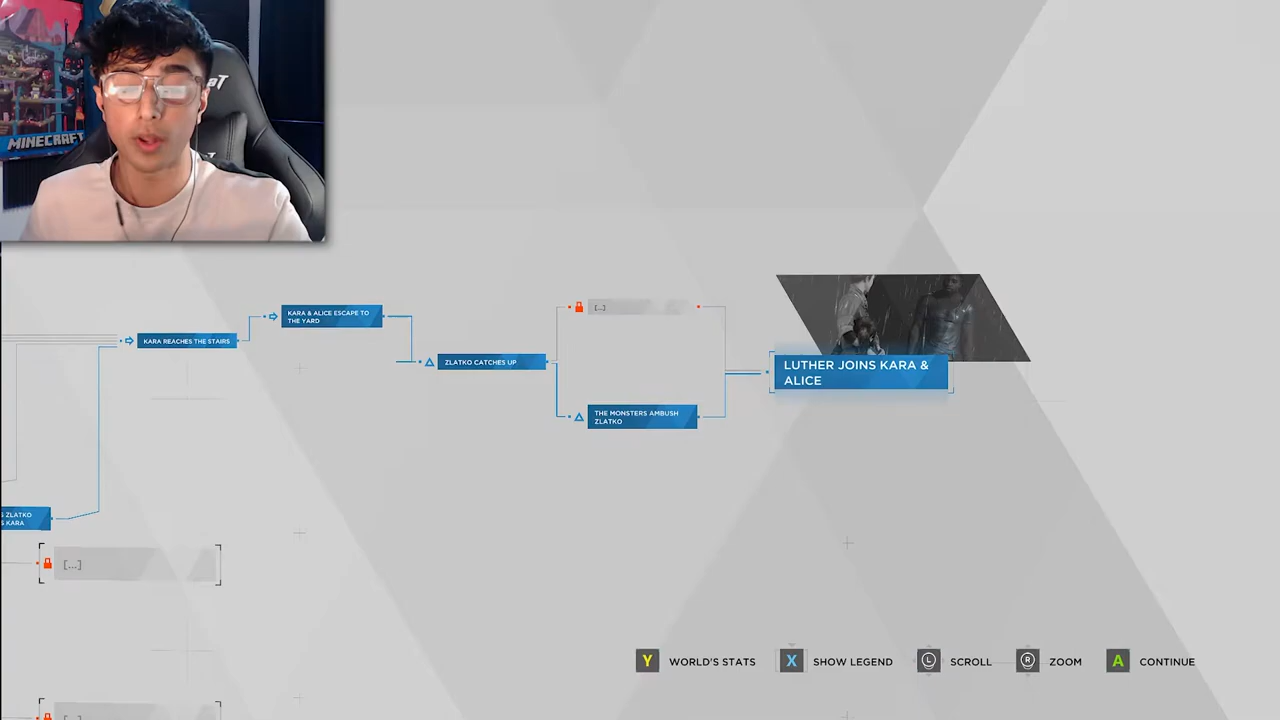 MINECRAFT
KARA & ALICE ESCAPE TO
THE YARD
KARA REACHES THE STAIRS
ZLATKO CATCHES UP
[...]
LUTHER JOINS KARA &
ALICE
THE MONSTERS AMBUSH
ZLATKO
S ZLATKO
S KARA
[...]
[...]
Y WORLD'S STATS
X SHOW LEGEND
L SCROLL
R ZOOM
A CONTINUE